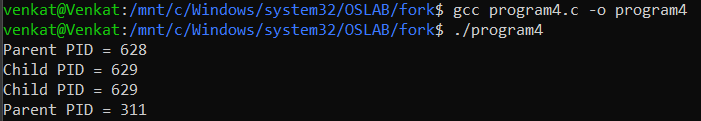 venkat@Venkat:/mnt/c/Windows/system32/OSLAB/fork$ gcc program4.c -o program4
venkat@Venkat:/mnt/c/Windows/system32/OSLAB/fork$ ./program4
Parent PID = 628
Child PID = 629
Child PID = 629
Parent PID = 311